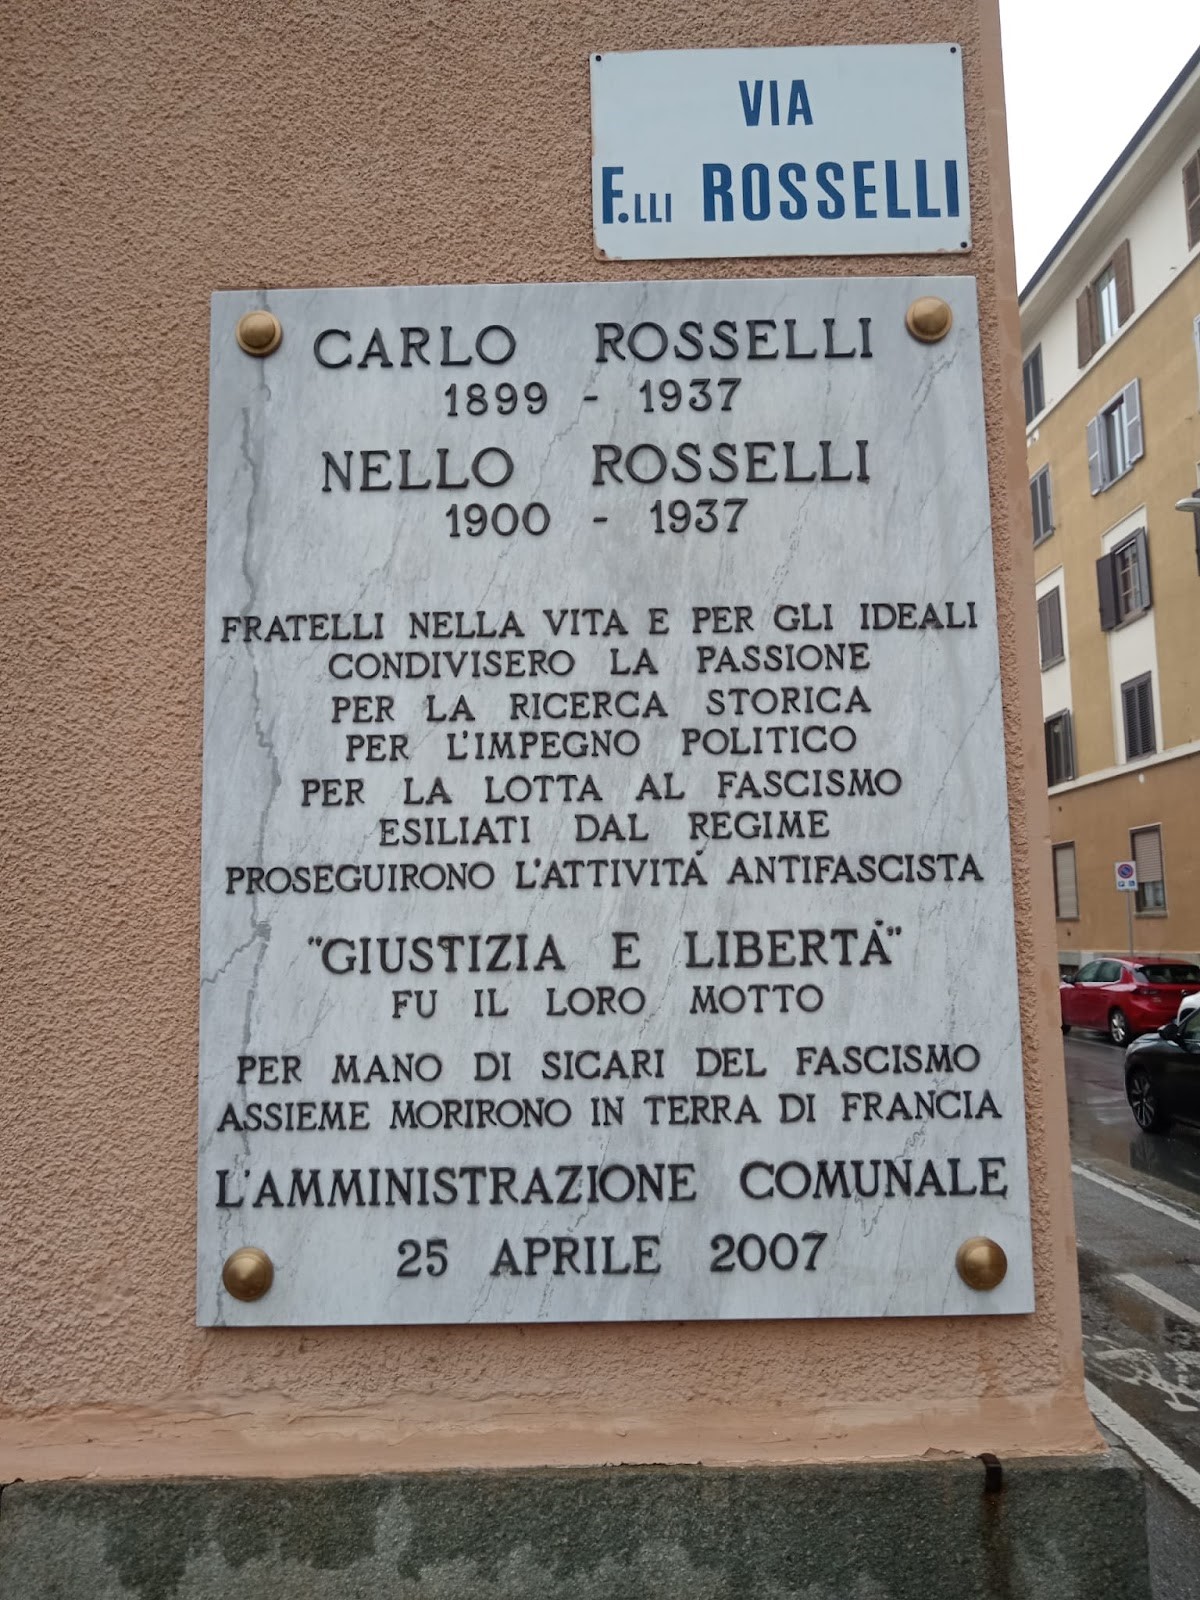 VIA
F.LLI ROSSELLI
CARLO ROSSELLI
1899 - 1937
NELLO ROSSELLI
1900 - 1937
FRATELLI NELLA VITA E PER GLI IDEALI
CONDIVISERO LA PASSIONE
PER LA RICERCA STORICA
PER L'IMPEGNO POLITICO
PER LA LOTTA AL FASCISMO
ESILIATI DAL REGIME
PROSEGUIRONO L'ATTIVITÁ ANTIFASCISTA
"GIUSTIZIA E LIBERTÁ"
FU IL LORO MOTTO
PER MANO DI SICARI DEL FASCISMO
ASSIEME MORIRONO IN TERRA DI FRANCIA
L'AMMINISTRAZIONE COMUNALE
25 APRILE 2007